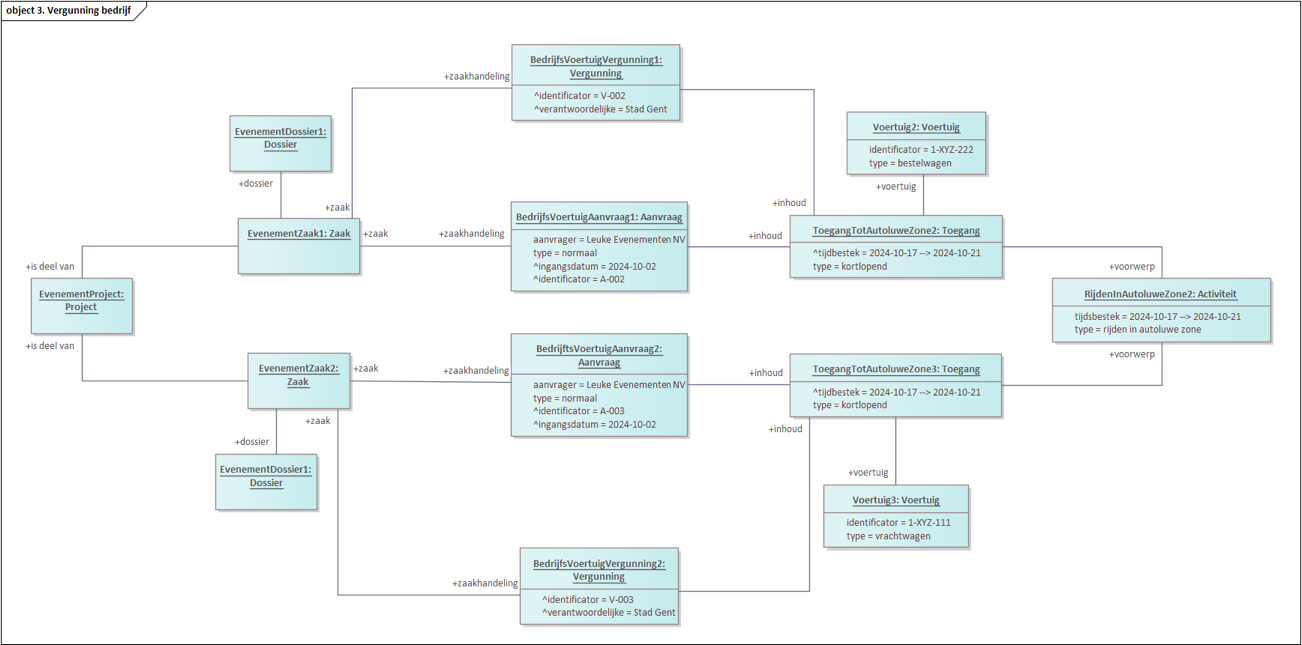 object 3. Vergunning bedrijf
BedrijfsVoertuigVergunning1:
Vergunning
^identificator = V-002
^verantwoordelijke = Stad Gent
+zaakhandeling
EvenementDossier1:
Dossier
+dossier
+zaak
Voertuig2: Voertuig
identificator = 1-XYZ-222
type = bestelwagen
+voertuig
+inhoud
EvenementZaak1: Zaak
+zaak
+zaakhandeling
BedrijfsVoertuigAanvraag1: Aanvraag
aanvrager = Leuke Evenementen NV
type = normaal
^ingangsdatum = 2024-10-02
^identificator = A-002
+inhoud
ToegangTotAutoluweZone2: Toegang
^tijdbestek = 2024-10-17 --> 2024-10-21
type = kortlopend
+is deel van
+voorwerp
EvenementProject:
Project
RijdenInAutoluweZone2: Activiteit
tijdsbestek = 2024-10-17 --> 2024-10-21
type = rijden in autoluwe zone
+is deel van
+voorwerp
EvenementZaak2:
Zaak
+zaak
+zaakhandeling
BedrijftsVoertuigAanvraag2:
Aanvraag
aanvrager = Leuke Evenementen NV
type = normaal
^identificator = A-003
^ingangsdatum = 2024-10-02
+inhoud
ToegangTotAutoluweZone3: Toegang
^tijdbestek = 2024-10-17 --> 2024-10-21
type = kortlopend
+zaak
+inhoud
+dossier
EvenementDossier1:
Dossier
+voertuig
Voertuig3: Voertuig
identificator = 1-XYZ-111
type = vrachtwagen
+zaakhandeling
BedrijfsVoertuigVergunning2:
Vergunning
^identificator = V-003
^verantwoordelijke = Stad Gent